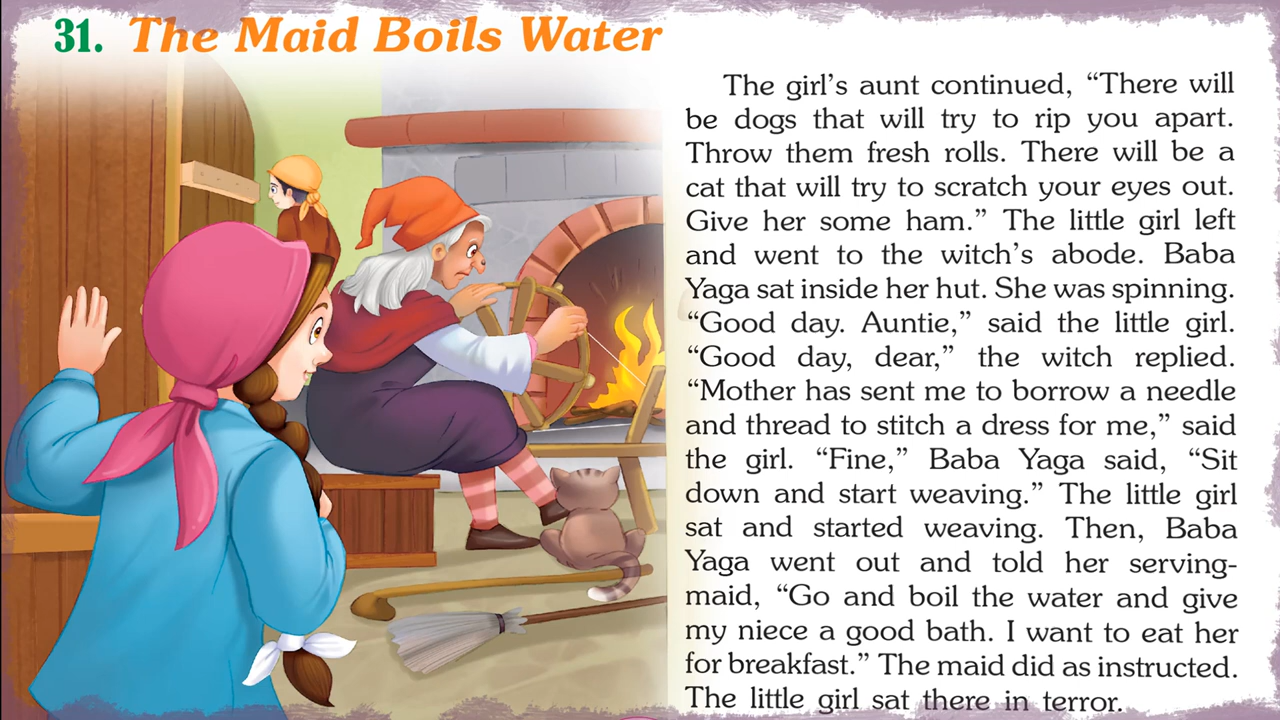 31. The Maid Boils Water
The girl’s aunt continued, “There will
be dogs that will try to rip you apart.
Throw them fresh rolls. There will be a
cat that will try to scratch your eyes out.
Give her some ham.” The little girl left
and went to the witch’s abode. Baba
Yaga sat inside her hut. She was spinning.
“Good day. Auntie,” said the little girl.
“Good day, dear,” the witch replied.
“Mother has sent me to borrow a needle
and thread to stitch a dress for me,” said
the girl. “Fine,” Baba Yaga said, “Sit
down and start weaving.” The little girl
sat and started weaving. Then, Baba
Yaga went out and told her serving-
maid, “Go and boil the water and give
my niece a good bath. I want to eat her
for breakfast.” The maid did as instructed.
The little girl sat there in terror.